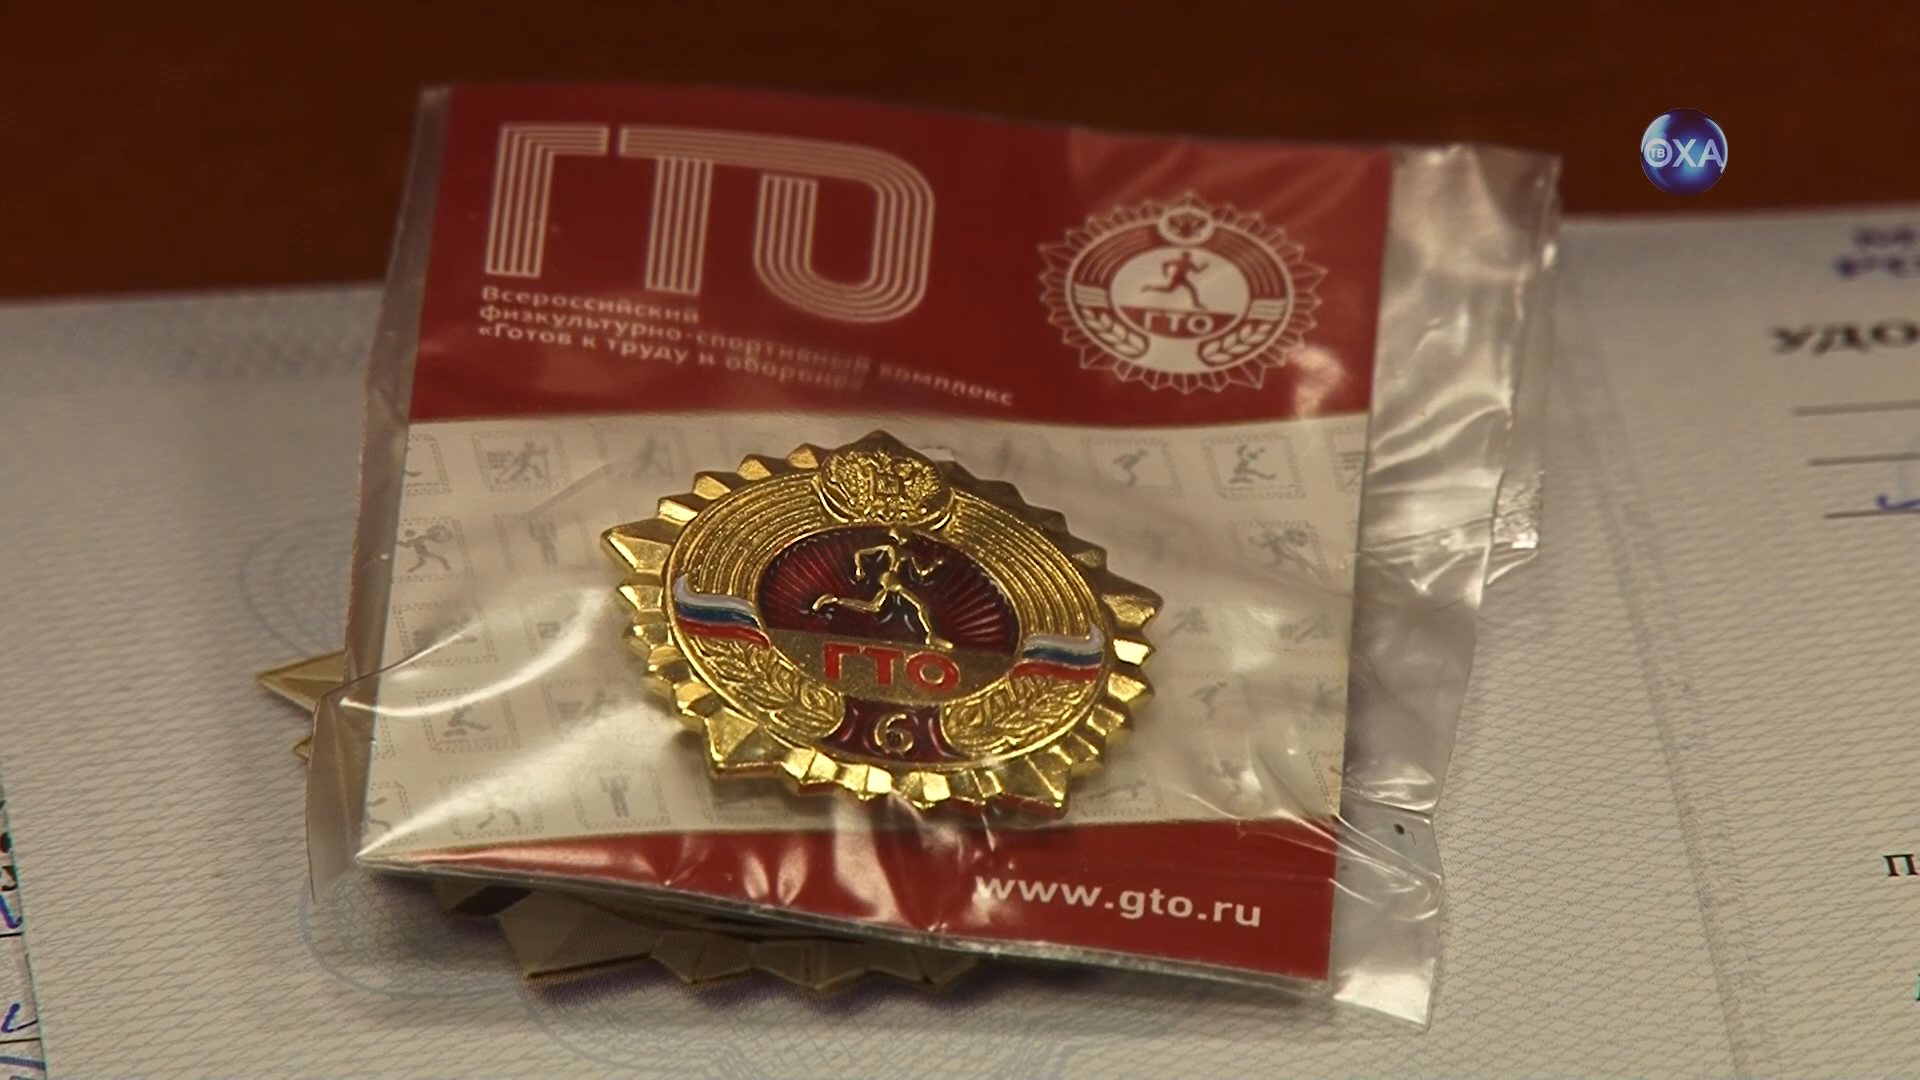 ГТО
Всероссийский
физкультурно-спортивный комплекс
«Готов к труду и обороне»
ГТО
ТВ
ОХА
УДО
ГТО
6
www.gto.ru